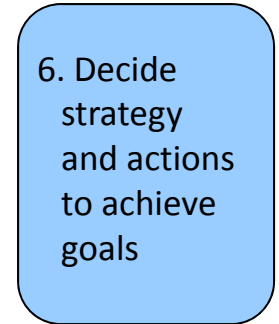 6. Decide
strategy
and actions
to achieve
goals